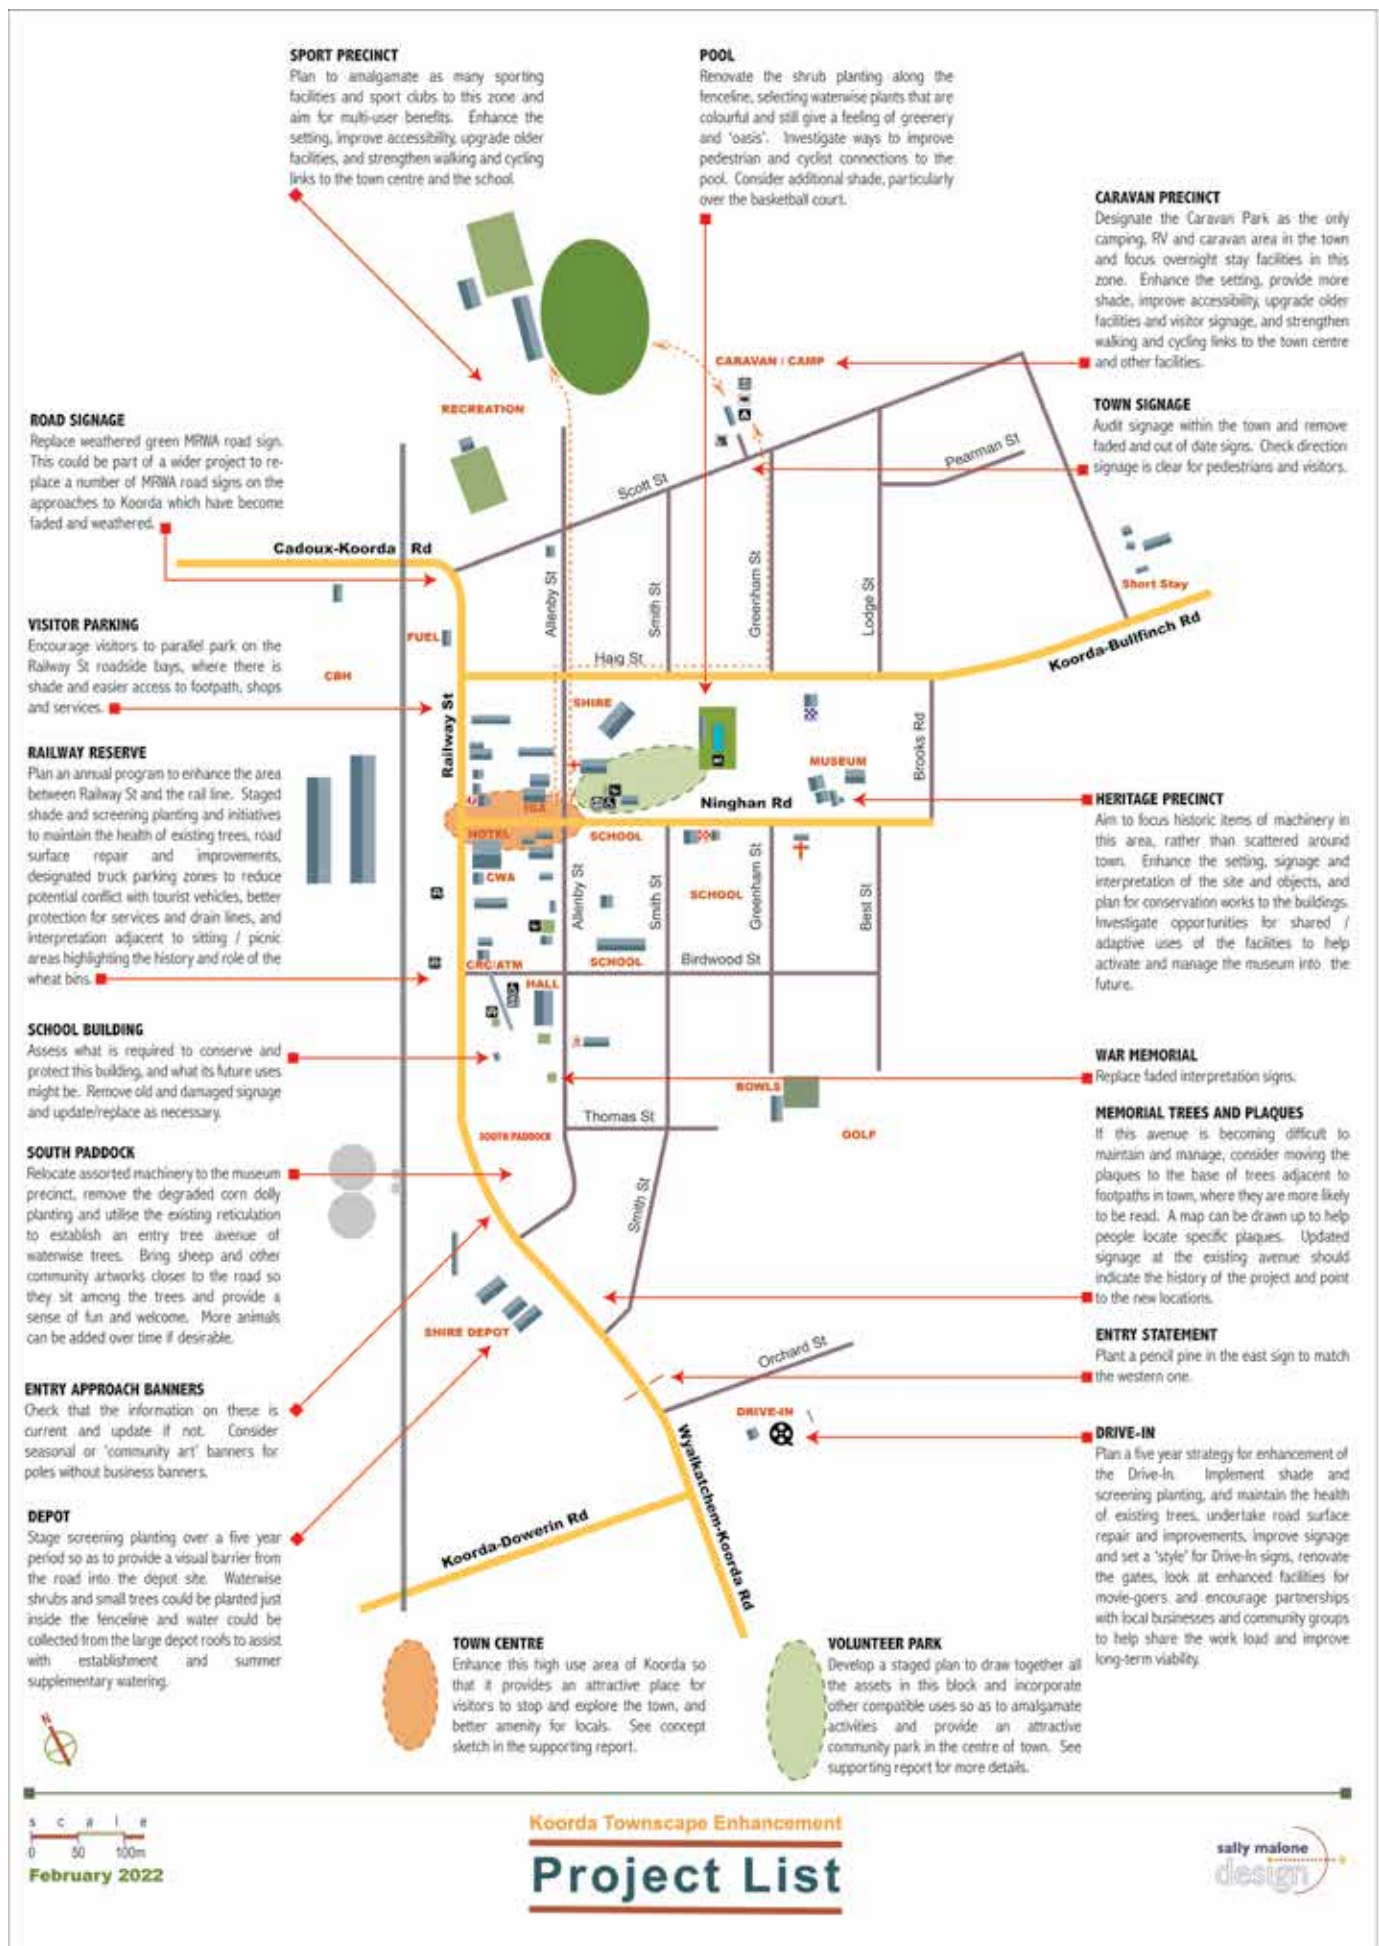 SPORT PRECINCT
Plan to amalgamate as many sporting
facilities and sport clubs to this zone and
aim for multi-user benefits. Enhance the
setting, improve accessibility, upgrade older
facilities, and strengthen walking and cycling
links to the town centre and the school.
POOL
Renovate the shrub planting along the
fenceline, selecting waterwise plants that are
colourful and still give a feeling of greenery
and 'oasis'. Investigate ways to improve
pedestrian and cyclist connections to the
pool. Consider additional shade, particularly
over the basketball court.
CARAVAN PRECINCT
Designate the Caravan Park as the only
camping, RV and caravan area in the town
and focus overnight stay facilities in this
zone. Enhance the setting, provide more
shade, improve accessibility, upgrade older
facilities and visitor signage, and strengthen
walking and cycling links to the town centre
and other facilities.
TOWN SIGNAGE
Audit signage within the town and remove
faded and out of date signs. Check direction
signage is clear for pedestrians and visitors.
ROAD SIGNAGE
Replace weathered green MRWA road sign.
This could be part of a wider project to re-
place a number of MRWA road signs on the
approaches to Koorda which have become
faded and weathered.
VISITOR PARKING
Encourage visitors to parallel park on the
Railway St roadside bays, where there is
shade and easier access to footpath, shops
and services.
RAILWAY RESERVE
Plan an annual program to enhance the area
between Railway St and the rail line. Staged
shade and screening planting and initiatives
to maintain the health of existing trees, road
surface repair and improvements,
designated truck parking zones to reduce
potential conflict with tourist vehicles, better
protection for services and drain lines, and
interpretation adjacent to sitting / picnic
areas highlighting the history and role of the
wheat bins.
SCHOOL BUILDING
Assess what is required to conserve and
protect this building, and what its future uses
might be. Remove old and damaged signage
and update/replace as necessary.
SOUTH PADDOCK
Relocate assorted machinery to the museum
precinct, remove the degraded corn dolly
planting and utilise the existing reticulation
to establish an entry tree avenue of
waterwise trees. Bring sheep and other
community artworks closer to the road so
they sit among the trees and provide a
sense of fun and welcome. More animals
can be added over time if desirable.
ENTRY APPROACH BANNERS
Check that the information on these is
current and update if not. Consider
seasonal or 'community art' banners for
poles without business banners.
DEPOT
Stage screening planting over a five year
period so as to provide a visual barrier from
the road into the depot site. Waterwise
shrubs and small trees could be planted just
inside the fenceline and water could be
collected from the large depot roofs to assist
with establishment and summer
supplementary watering.
CARAVAN / CAMP
RECREATION
Pearman St
Scott St
Cadoux-Koorda Rd
Allenby St
Smith St
Greenham St
Lodge St
Short Stay
FUEL
Koorda-Bullfinch Rd
CBH
Haig St
Railway St
SHIRE
Brooks Rd
MUSEUM
IGA
Ninghan Rd
HOTEL
SCHOOL
CWA
Allenby St
Smith St
SCHOOL
Greenham St
Best St
CRC/ATM
SCHOOL
Birdwood St
HALL
BOWLS
Thomas St
SOUTH PADDOCK
GOLF
Smith St
SHIRE DEPOT
Orchard St
DRIVE-IN
Wyalkatchem-Koorda Rd
Koorda-Dowerin Rd
HERITAGE PRECINCT
Aim to focus historic items of machinery in
this area, rather than scattered around
town. Enhance the setting, signage and
interpretation of the site and objects, and
plan for conservation works to the buildings.
Investigate opportunities for shared /
adaptive uses of the facilities to help
activate and manage the museum into the
future.
WAR MEMORIAL
Replace faded interpretation signs.
MEMORIAL TREES AND PLAQUES
If this avenue is becoming difficult to
maintain and manage, consider moving the
plaques to the base of trees adjacent to
footpaths in town, where they are more likely
to be read. A map can be drawn up to help
people locate specific plaques. Updated
signage at the existing avenue should
indicate the history of the project and point
to the new locations.
ENTRY STATEMENT
Plant a pencil pine in the east sign to match
the western one.
DRIVE-IN
Plan a five year strategy for enhancement of
the Drive-In. Implement shade and
screening planting, and maintain the health
of existing trees, undertake road surface
repair and improvements, improve signage
and set a 'style' for Drive-In signs, renovate
the gates, look at enhanced facilities for
movie-goers and encourage partnerships
with local businesses and community groups
to help share the work load and improve
long-term viability.
TOWN CENTRE
Enhance this high use area of Koorda so
that it provides an attractive place for
visitors to stop and explore the town, and
better amenity for locals. See concept
sketch in the supporting report.
VOLUNTEER PARK
Develop a staged plan to draw together all
the assets in this block and incorporate
other compatible uses so as to amalgamate
activities and provide an attractive
community park in the centre of town. See
supporting report for more details.
N
scale
0 50 100m
February 2022
Koorda Townscape Enhancement
Project List
sally malone
design